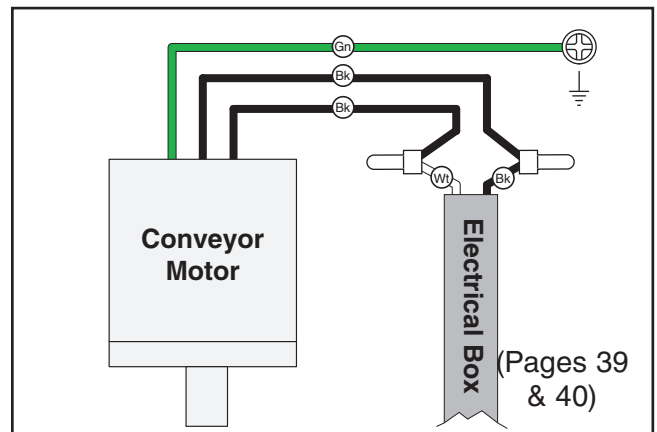 Gn
Bk
Bk
Wt
Bk
Conveyor
Motor
Electrical Box
(Pages 39
& 40)